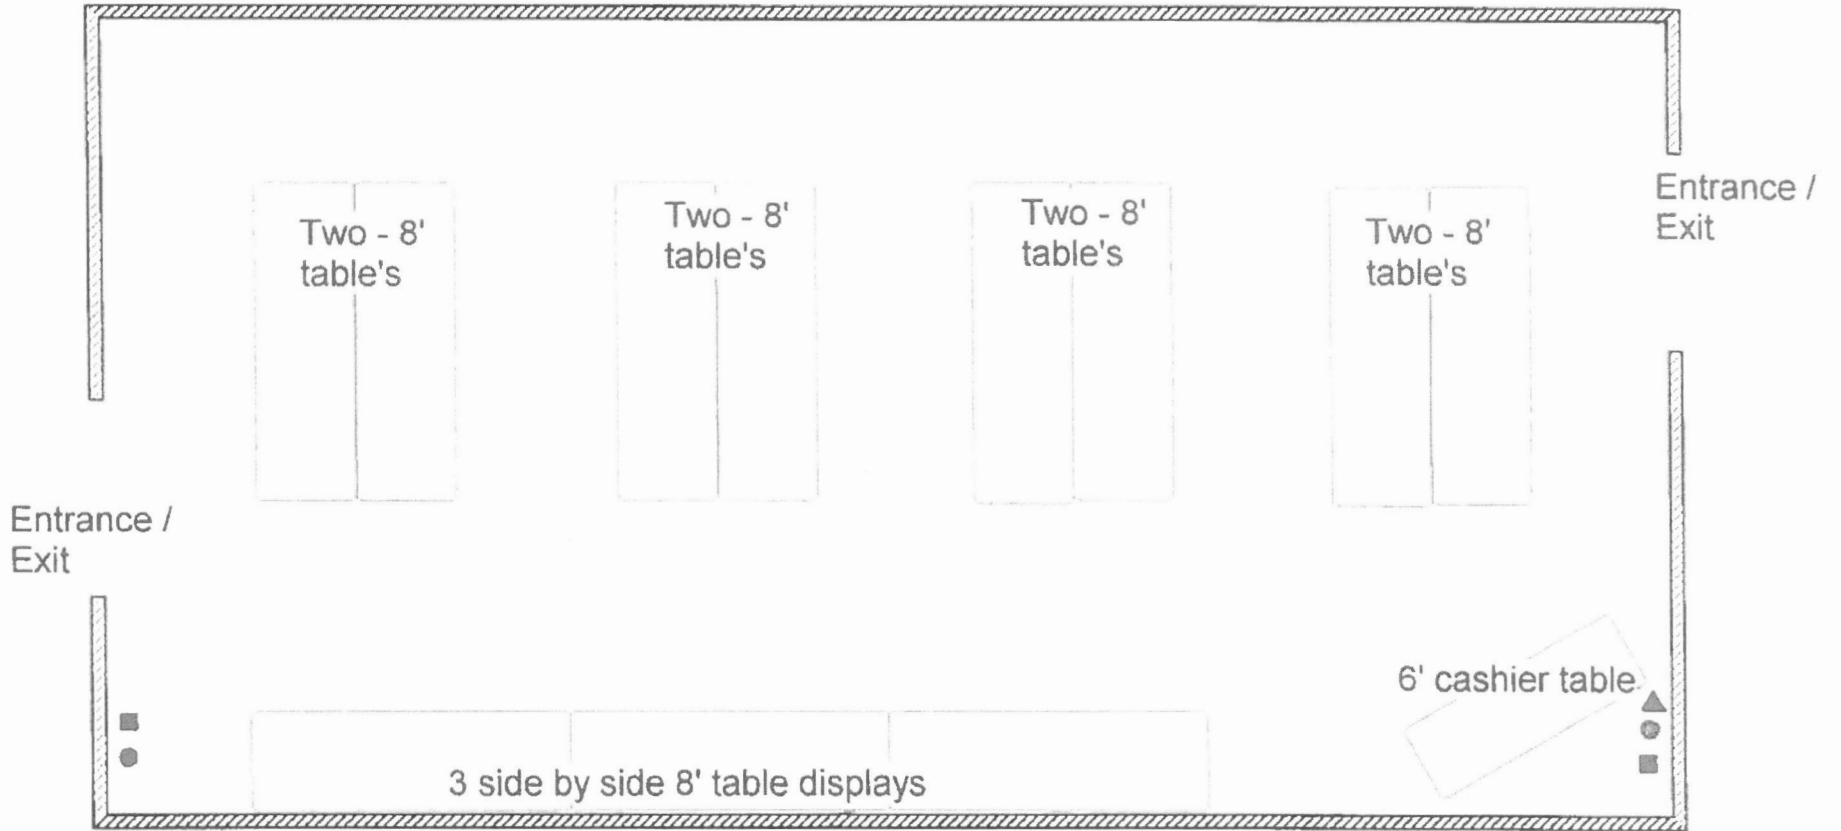 Two - 8'
table's
Two - 8'
table's
Two - 8'
table's
Two - 8'
table's
Entrance /
Exit
Entrance /
Exit
6' cashier table
3 side by side 8' table displays